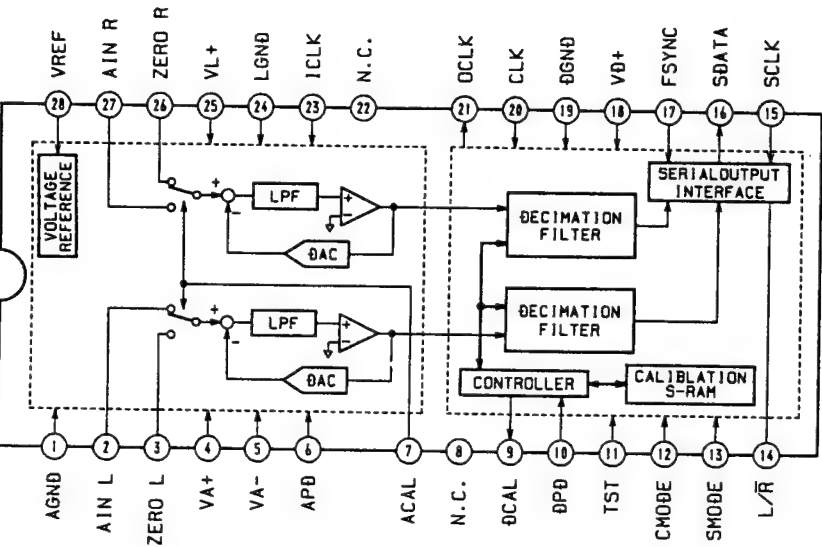 VREF
AIN R
ZERO R
VL+
LGND
ICLK
N.C.
OCLK
CLK
DGND
VD+
FSYNC
SDATA
SCLK
28
27
26
25
24
23
22
21
20
19
18
17
16
15
VOLTAGE
REFERENCE
+
-
LPF
+
-
DAC
DECIMATION
FILTER
SERIALOUTPUT
INTERFACE
+
-
LPF
+
-
DAC
DECIMATION
FILTER
CONTROLLER
CALIBLATION
S-RAM
1
2
3
4
5
6
7
8
9
10
11
12
13
14
AGND
AIN L
ZERO L
VA+
VA-
APD
ACAL
N.C.
DCAL
DPD
TST
CMODE
SMODE
L/R̅